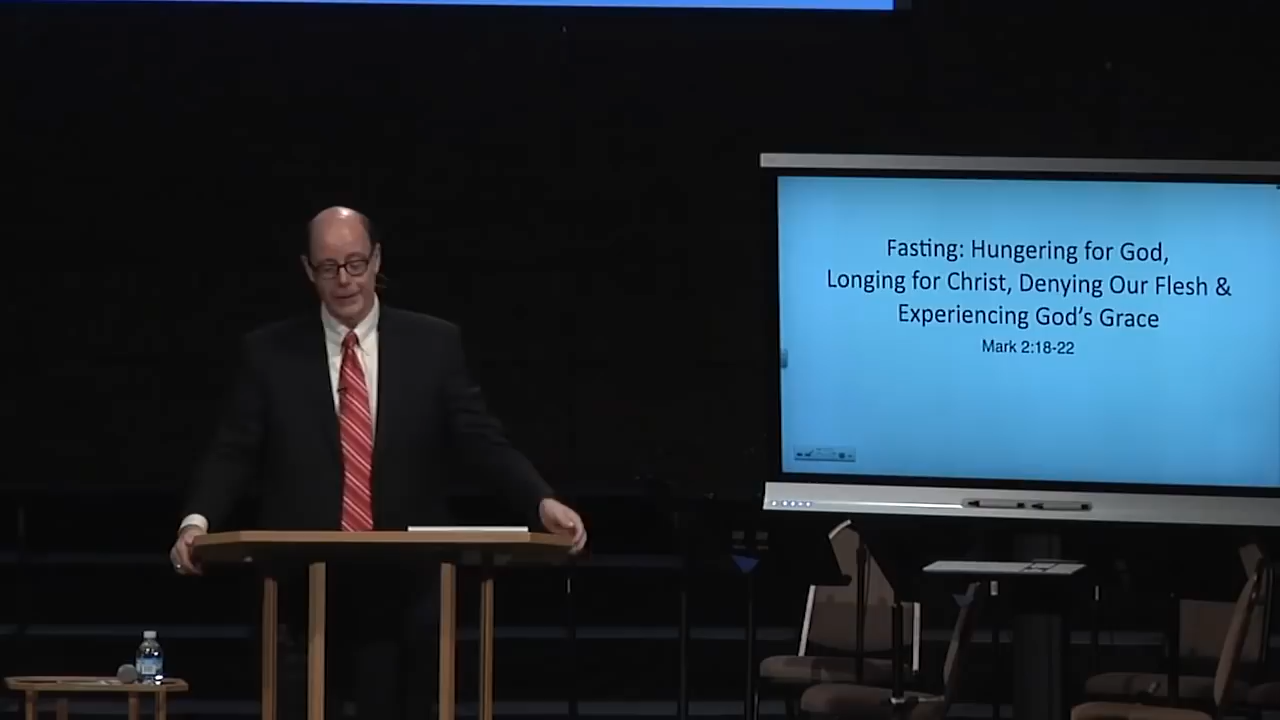 Fasting: Hungering for God,
Longing for Christ, Denying Our Flesh &
Experiencing God's Grace
Mark 2:18-22